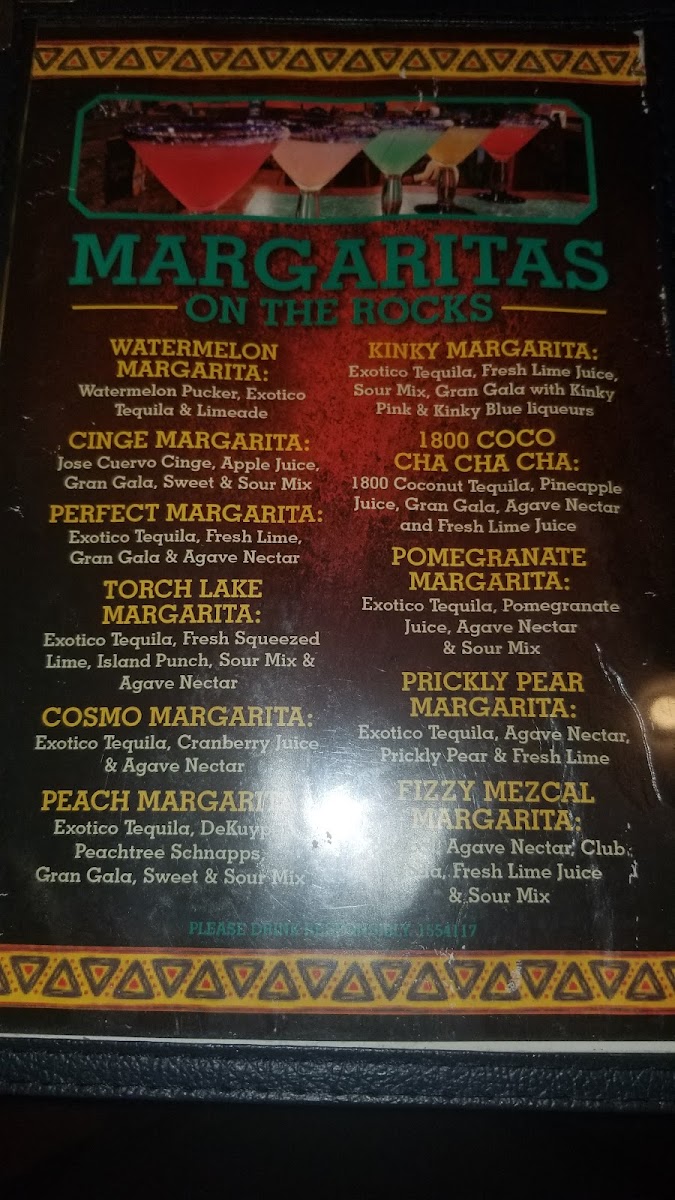 MARGARITAS
ON THE ROCKS
WATERMELON
MARGARITA:
Watermelon Pucker, Exotico
Tequila & Limeade
CINGE MARGARITA:
Jose Cuervo Cinge, Apple Juice,
Gran Gala, Sweet & Sour Mix
PERFECT MARGARITA:
Exotico Tequila, Fresh Lime,
Gran Gala & Agave Nectar
TORCH LAKE
MARGARITA:
Exotico Tequila, Fresh Squeezed
Lime, Island Punch, Sour Mix &
Agave Nectar
COSMO MARGARITA:
Exotico Tequila, Cranberry Juice
& Agave Nectar
PEACH
Exotico Tequila,
Peachtree Schnapps,
Gran Gala, Sweet & Sour Mix
KINKY MARGARITA:
Exotico Tequila, Fresh Lime Juice,
Sour Mix, Gran Gala with Kinky
Pink & Kinky Blue liqueurs
1800 COCO
CHA CHA CHA:
1800 Coconut Tequila, Pineapple
Juice, Gran Gala, Agave Nectar
and Fresh Lime Juice
POMEGRANATE
MARGARITA:
Exotico Tequila, Pomegranate
Juice, Agave Nectar
& Sour Mix
PRICKLY PEAR
MARGARITA:
Exotico Tequila, Agave Nectar,
Prickly Pear & Fresh Lime
FIZZY MEZCAL
MARGARITA:
Agave Nectar, Club
Fresh Lime Juice
& Sour Mix
PLEASE DRINK RESPONSIBLY. 1554117